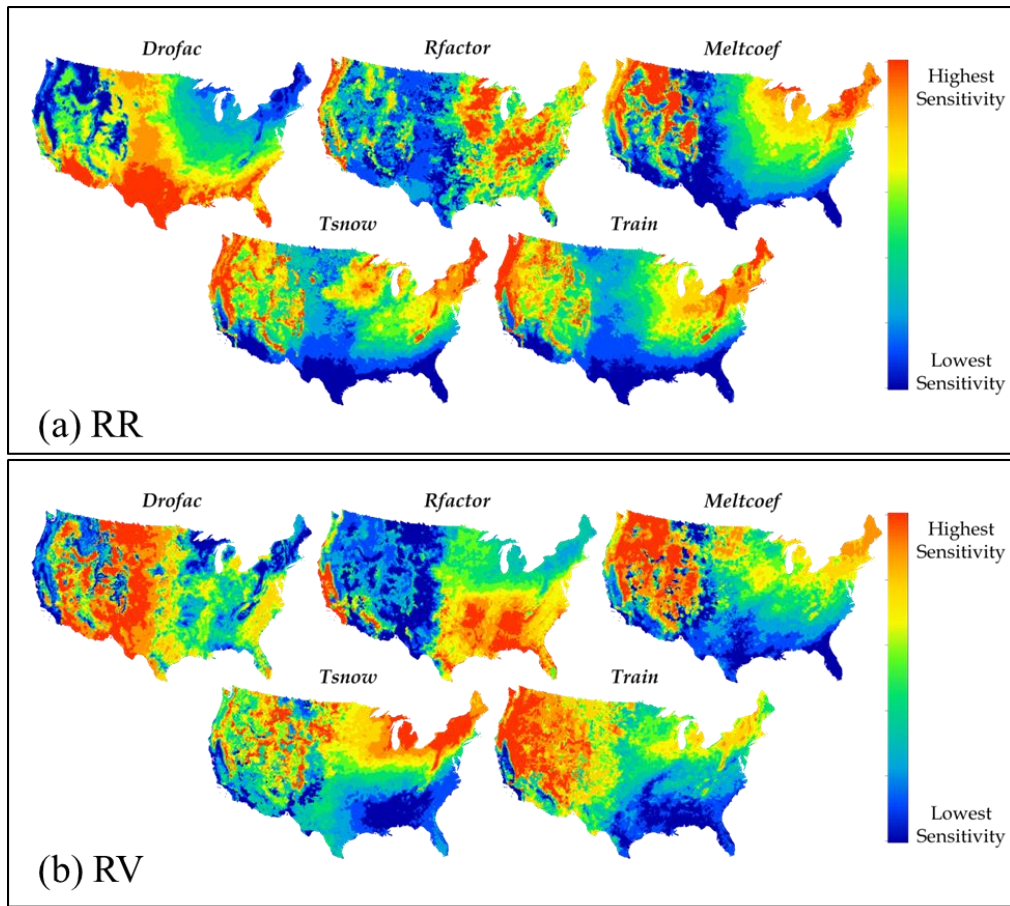 Drofac
Rfactor
Meltcoef
Highest
Sensitivity
Tsnow
Train
Lowest
Sensitivity
(a) RR
Drofac
Rfactor
Meltcoef
Highest
Sensitivity
Tsnow
Train
Lowest
Sensitivity
(b) RV